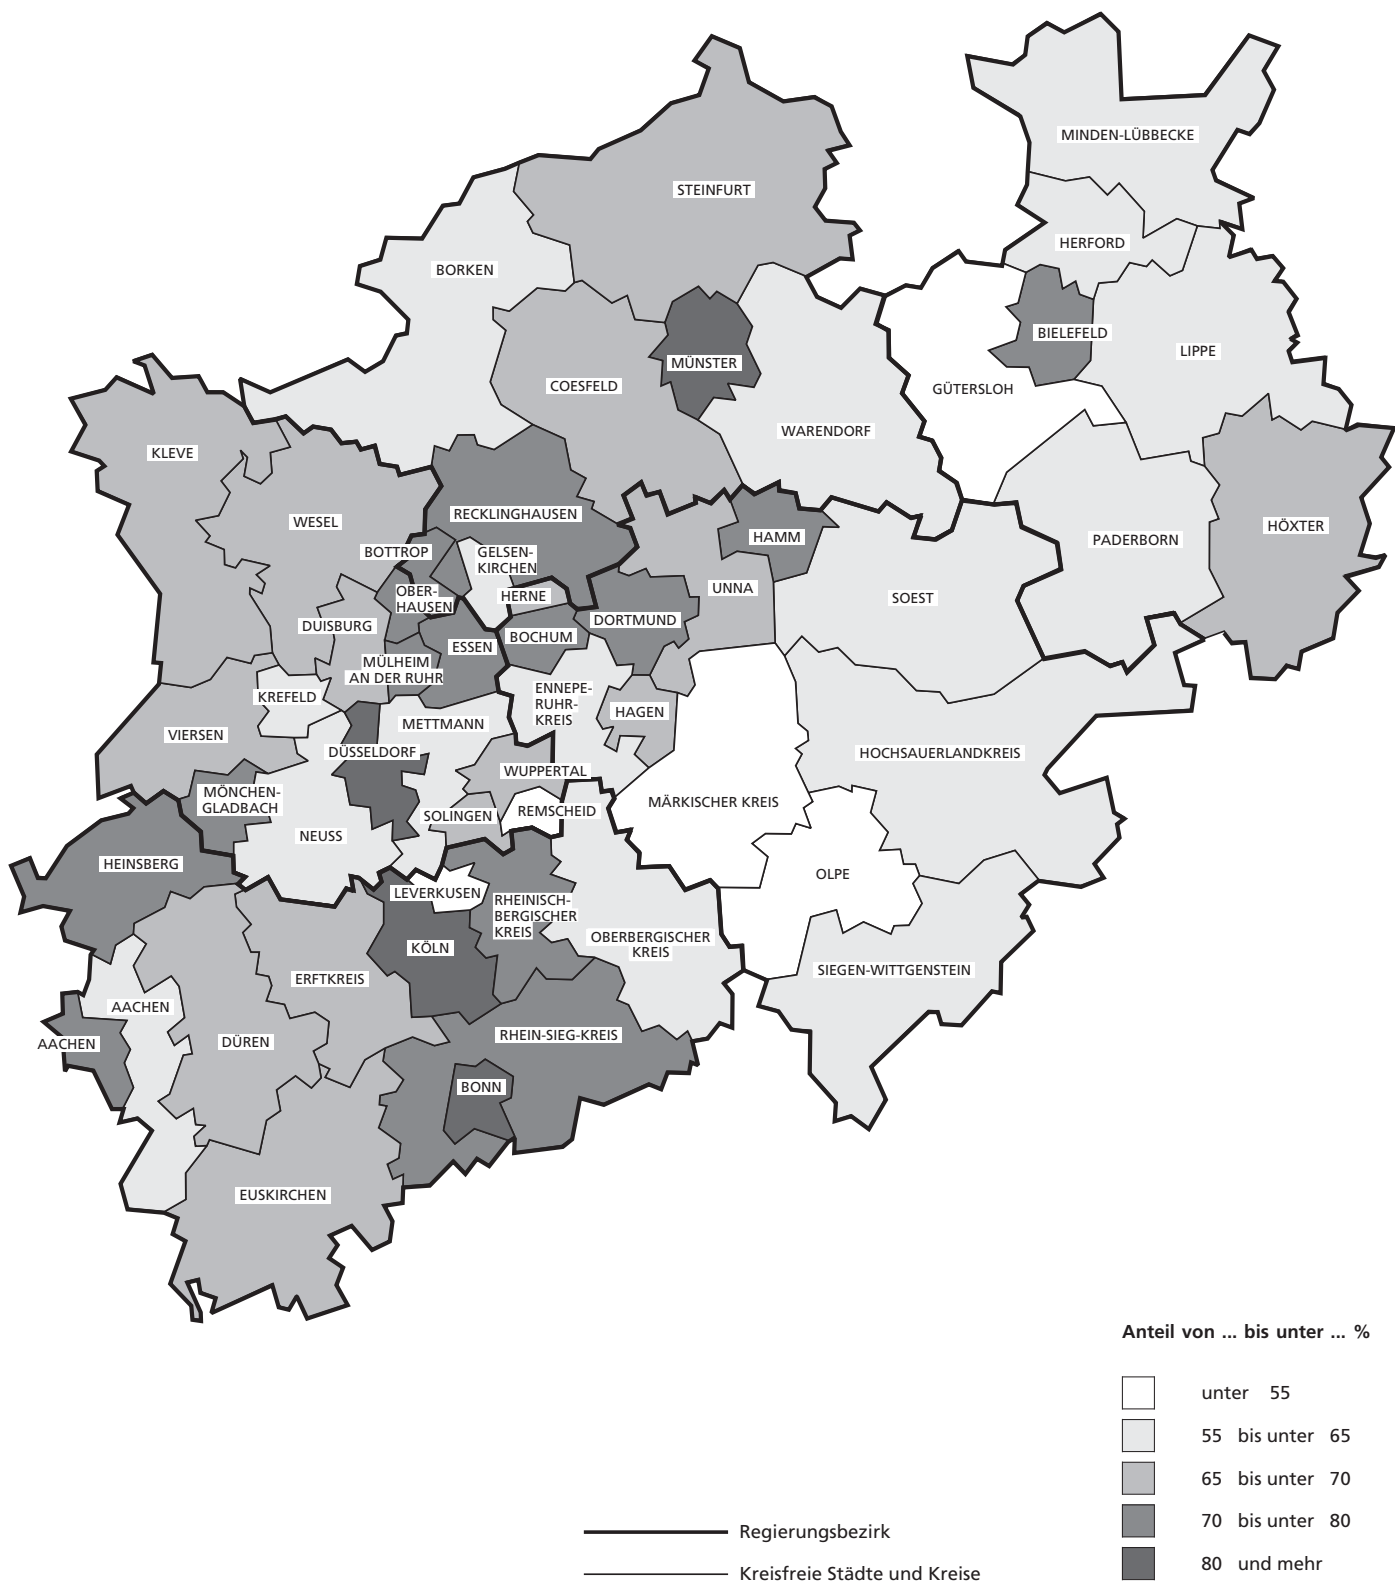 MINDEN-LÜBBECKE
STEINFURT
HERFORD
BORKEN
BIELEFELD
LIPPE
MÜNSTER
COESFELD
GÜTERSLOH
WARENDORF
KLEVE
RECKLINGHAUSEN
WESEL
HÖXTER
HAMM
PADERBORN
BOTTROP
GELSEN-
KIRCHEN
UNNA
OBER-
HAUSEN
HERNE
SOEST
DORTMUND
DUISBURG
BOCHUM
ESSEN
MÜLHEIM
AN DER RUHR
KREFELD
ENNEPE-
RUHR-
KREIS
HAGEN
METTMANN
VIERSEN
DÜSSELDORF
HOCHSAUERLANDKREIS
WUPPERTAL
MÖNCHEN-
GLADBACH
MÄRKISCHER KREIS
REMSCHEID
SOLINGEN
NEUSS
HEINSBERG
OLPE
LEVERKUSEN
RHEINISCH-
BERGISCHER
KREIS
OBERBERGISCHER
KREIS
KÖLN
SIEGEN-WITTGENSTEIN
ERFTKREIS
AACHEN
RHEIN-SIEG-KREIS
AACHEN
DÜREN
BONN
EUSKIRCHEN
Anteil von ... bis unter ... %
unter 55
55 bis unter 65
65 bis unter 70
70 bis unter 80
80 und mehr
Regierungsbezirk
Kreisfreie Städte und Kreise